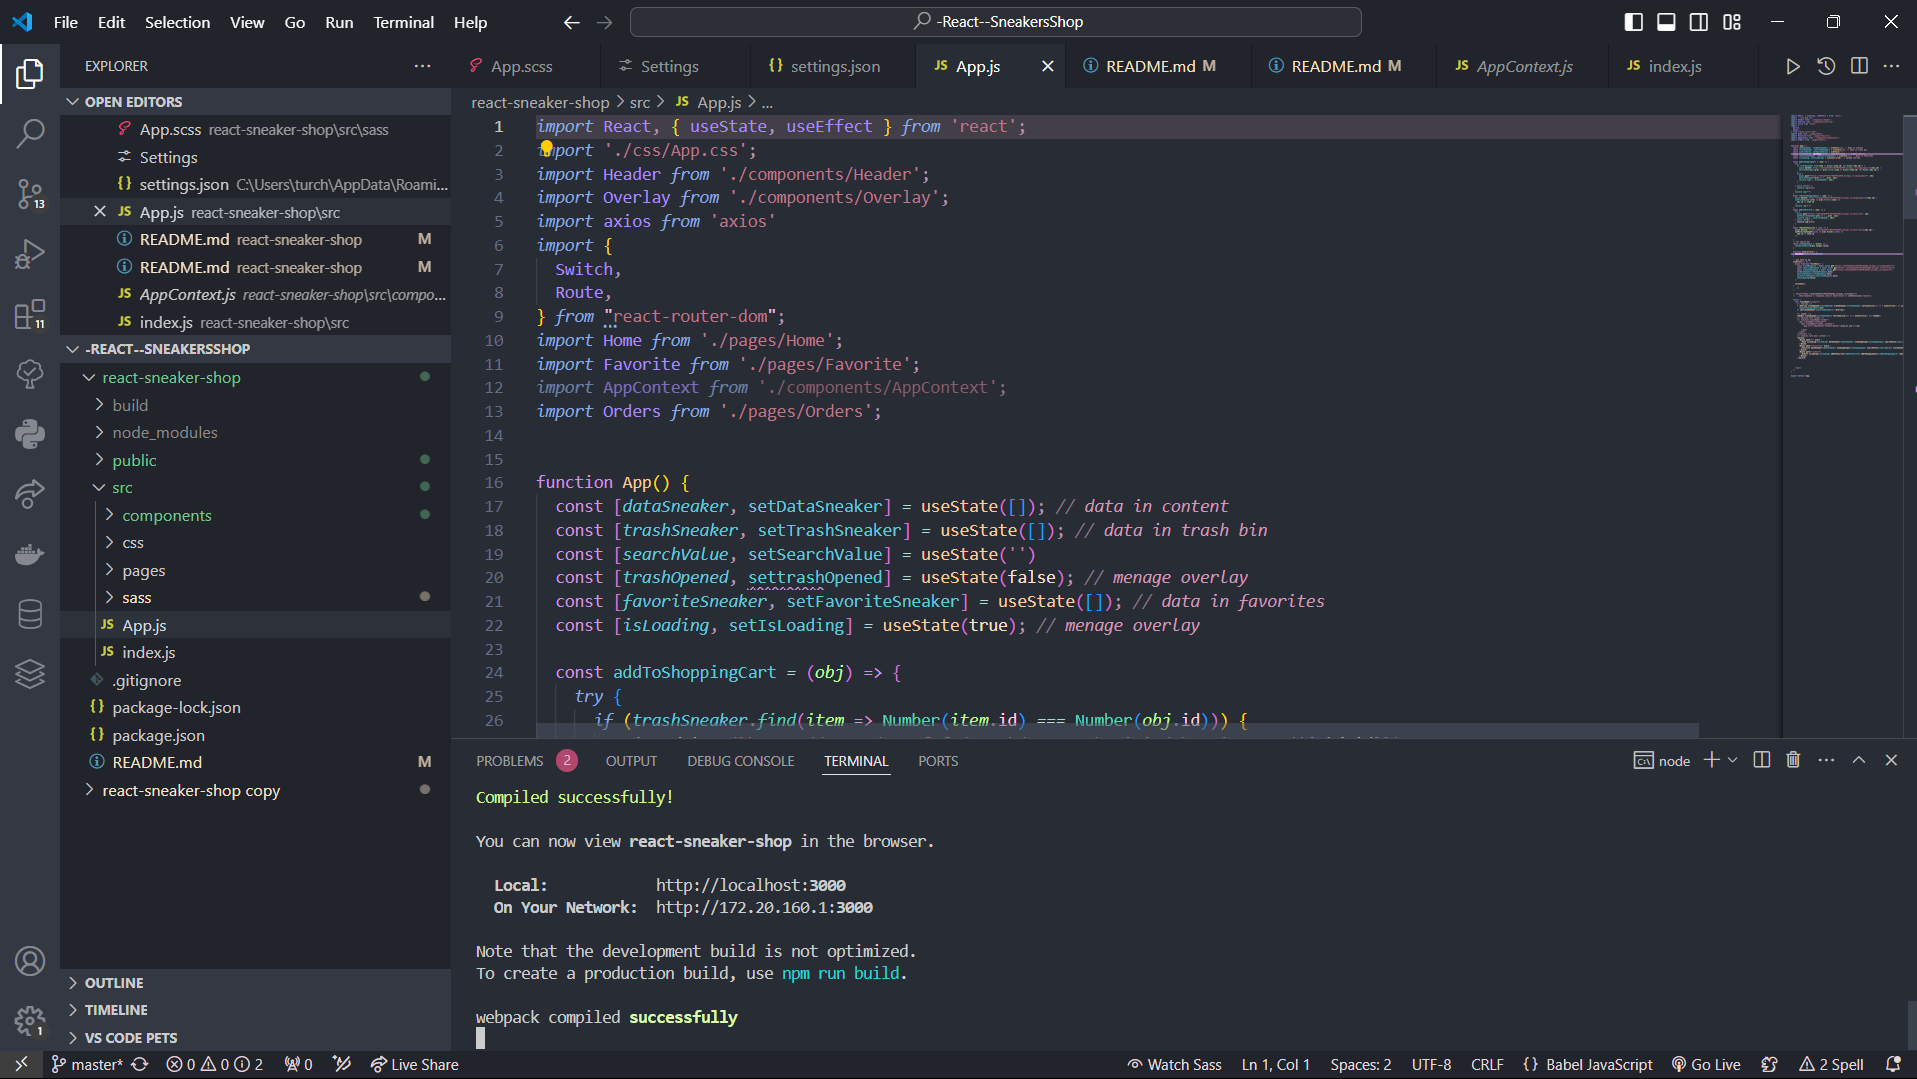 File Edit Selection View Go Run Terminal Help
-React--SneakersShop
EXPLORER
OPEN EDITORS
App.scss react-sneaker-shop\src\sass
Settings
settings.json C:\Users\turch\AppData\Roami...
JS App.js react-sneaker-shop\src
README.md react-sneaker-shop M
README.md react-sneaker-shop M
JS AppContext.js react-sneaker-shop\src\compo...
JS index.js react-sneaker-shop\src
-REACT--SNEAKERSSHOP
react-sneaker-shop
build
node_modules
public
src
components
css
pages
sass
JS App.js
JS index.js
.gitignore
{} package-lock.json
{} package.json
README.md M
react-sneaker-shop copy
OUTLINE
TIMELINE
VS CODE PETS
13
11
1
App.scss Settings {} settings.json JS App.js README.md M README.md M JS AppContext.js JS index.js
react-sneaker-shop > src > JS App.js > ...
1 import React, { useState, useEffect } from 'react';
2 import './css/App.css';
3 import Header from './components/Header';
4 import Overlay from './components/Overlay';
5 import axios from 'axios'
6 import {
7 Switch,
8 Route,
9 } from "react-router-dom";
10 import Home from './pages/Home';
11 import Favorite from './pages/Favorite';
12 import AppContext from './components/AppContext';
13 import Orders from './pages/Orders';
14
15
16 function App() {
17 const [dataSneaker, setDataSneaker] = useState([]); // data in content
18 const [trashSneaker, setTrashSneaker] = useState([]); // data in trash bin
19 const [searchValue, setSearchValue] = useState('')
20 const [trashOpened, settrashOpened] = useState(false); // menage overlay
21 const [favoriteSneaker, setFavoriteSneaker] = useState([]); // data in favorites
22 const [isLoading, setIsLoading] = useState(true); // menage overlay
23
24 const addToShoppingCart = (obj) => {
25 try {
26 if (trashSneaker.find(item => Number(item.id) === Number(obj.id))) {
PROBLEMS 2 OUTPUT DEBUG CONSOLE TERMINAL PORTS
node
Compiled successfully!
You can now view react-sneaker-shop in the browser.
Local: http://localhost:3000
On Your Network: http://172.20.160.1:3000
Note that the development build is not optimized.
To create a production build, use npm run build.
webpack compiled successfully
master* 0 0 2 0 Live Share
Watch Sass Ln 1, Col 1 Spaces: 2 UTF-8 CRLF {} Babel JavaScript Go Live 2 Spell